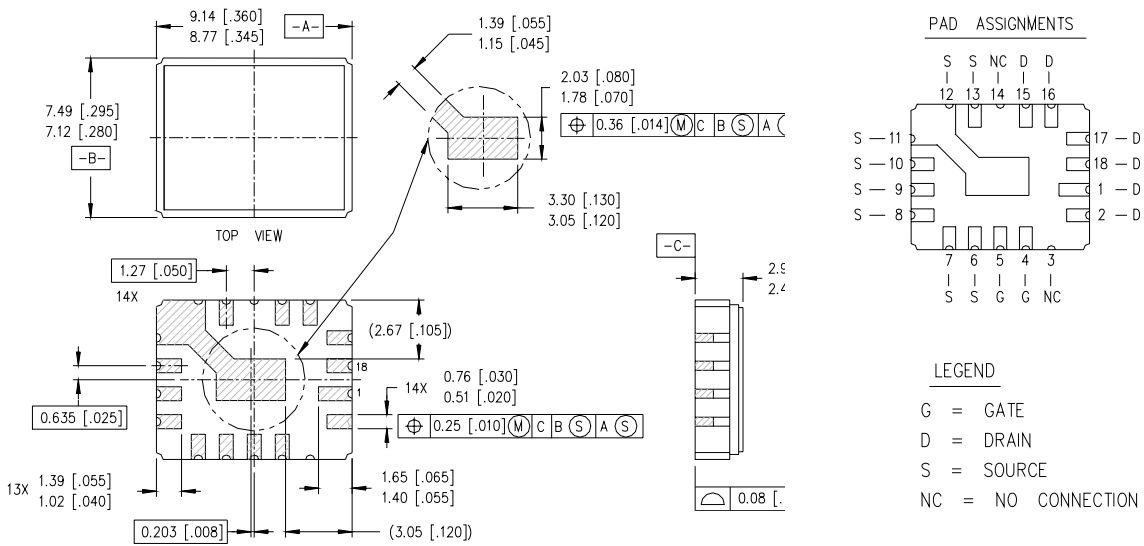 9.14 [.360]
8.77 [.345]
-A-
7.49 [.295]
7.12 [.280]
-B-
TOP VIEW
1.39 [.055]
1.15 [.045]
2.03 [.080]
1.78 [.070]
0.36 [.014] M C B S A
3.30 [.130]
3.05 [.120]
1.27 [.050]
14X
(2.67 [.105])
18
1
0.635 [.025]
14X 0.76 [.030]
0.51 [.020]
0.25 [.010] M C B S A S
13X 1.39 [.055]
1.02 [.040]
1.65 [.065]
1.40 [.055]
0.203 [.008]
(3.05 [.120])
-C-
2.9
2.4
0.08 [.
PAD ASSIGNMENTS
S S NC D D
12 13 14 15 16
S 11
S 10
S 9
S 8
17 D
18 D
1 D
2 D
7 6 5 4 3
S S G G NC
LEGEND
G = GATE
D = DRAIN
S = SOURCE
NC = NO CONNECTION